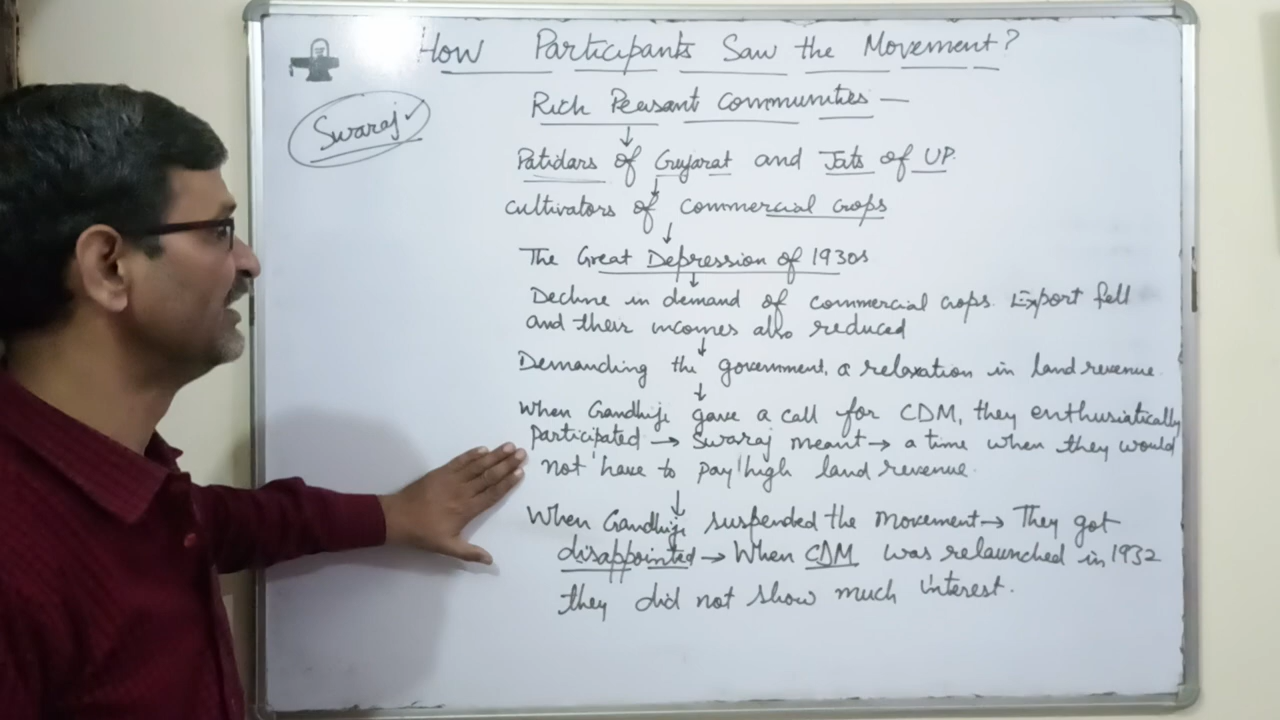 How Participants Saw the Movement?
Swaraj ✓
Rich Peasant Communities —
↓
Patidars of Gujarat and Jats of UP.
↓
cultivators of commercial crops
↓
The Great Depression of 1930s
↓
Decline in demand of commercial crops. Export fell
and their incomes also reduced
↓
Demanding the government, a relaxation in land revenue.
↓
When Gandhiji gave a call for CDM, they enthusiatically
participated → Swaraj meant → a time when they would
not have to pay high land revenue.
↓
When Gandhiji suspended the movement → They got
disappointed → When CDM was relaunched in 1932
they did not show much interest.